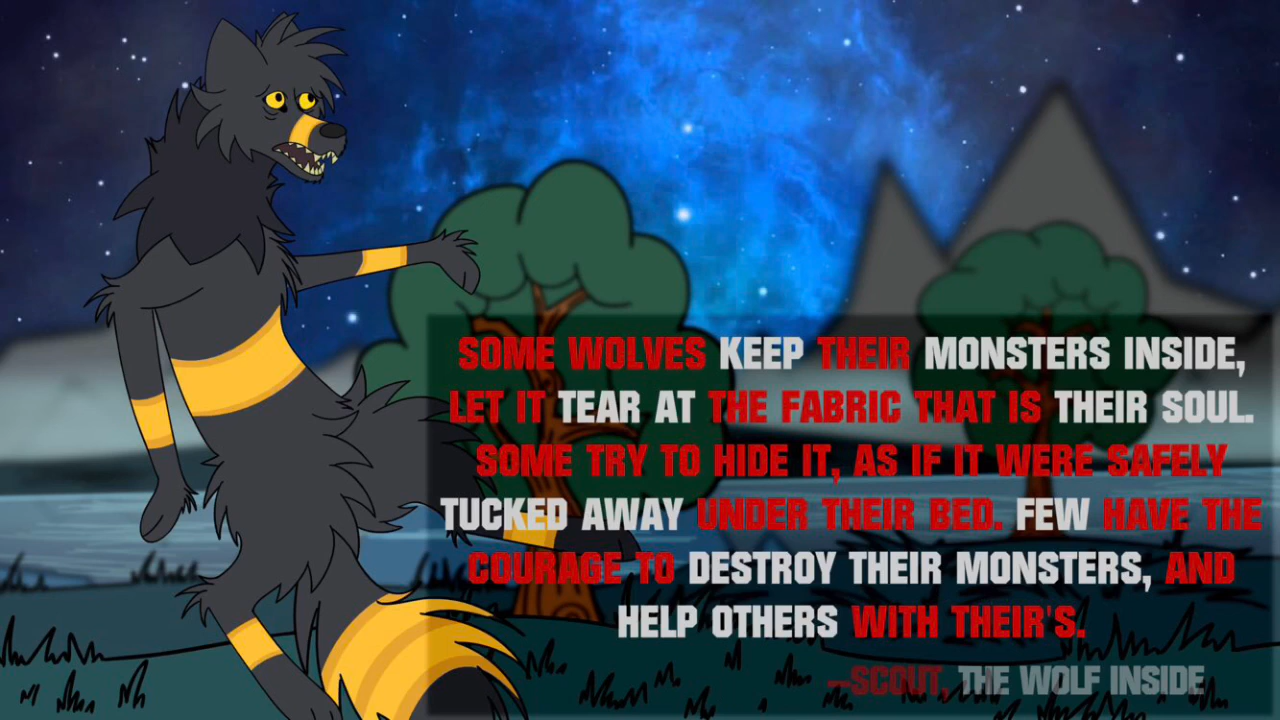 SOME WOLVES KEEP THEIR MONSTERS INSIDE,
LET IT TEAR AT THE FABRIC THAT IS THEIR SOUL.
SOME TRY TO HIDE IT, AS IF IT WERE SAFELY
TUCKED AWAY UNDER THEIR BED. FEW HAVE THE
COURAGE TO DESTROY THEIR MONSTERS, AND
HELP OTHERS WITH THEIR'S.
--SCOUT, THE WOLF INSIDE